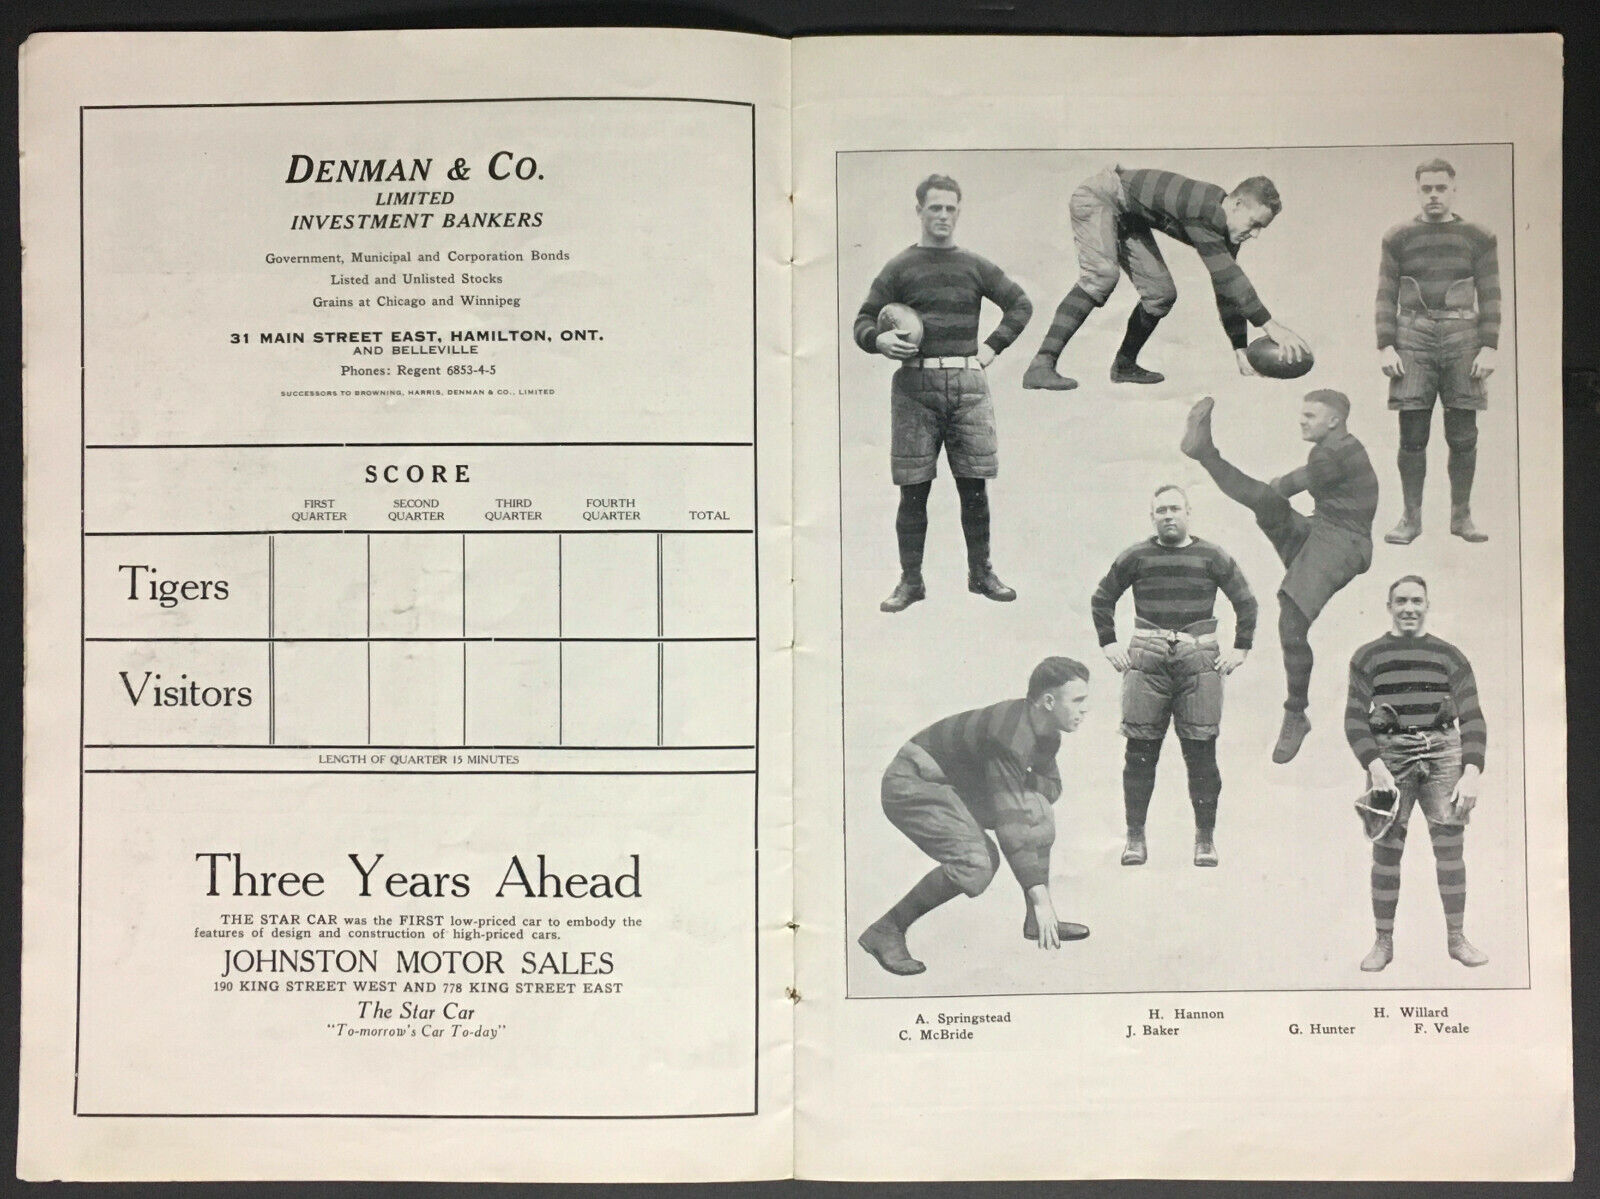 DENMAN & CO.
LIMITED
INVESTMENT BANKERS
Government, Municipal and Corporation Bonds
Listed and Unlisted Stocks
Grains at Chicago and Winnipeg
31 MAIN STREET EAST, HAMILTON, ONT.
AND BELLEVILLE
Phones: Regent 6853-4-5
SUCCESSORS TO BROWNING, HARRIS, DENMAN & CO., LIMITED
SCORE
FIRST QUARTER SECOND QUARTER THIRD QUARTER FOURTH QUARTER TOTAL
Tigers
Visitors
LENGTH OF QUARTER 15 MINUTES
Three Years Ahead
THE STAR CAR was the FIRST low-priced car to embody the
features of design and construction of high-priced cars.
JOHNSTON MOTOR SALES
190 KING STREET WEST AND 778 KING STREET EAST
The Star Car
"To-morrow's Car To-day"
A. Springstead H. Hannon H. Willard
C. McBride J. Baker G. Hunter F. Veale